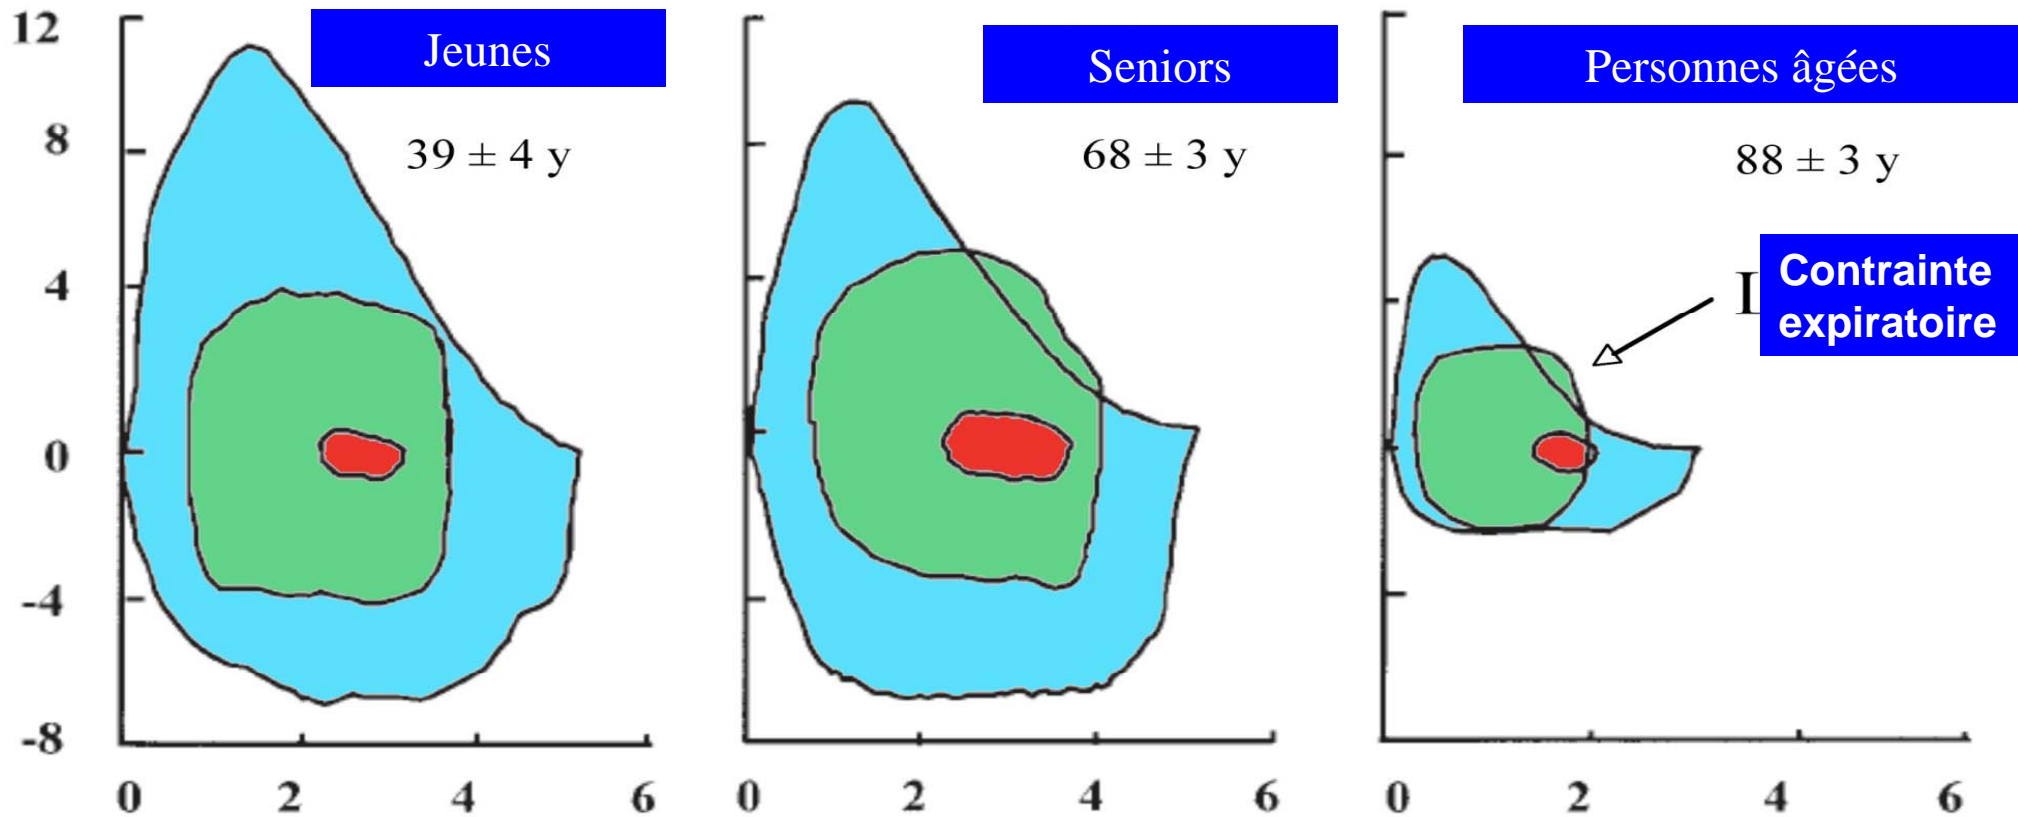 Jeunes
39 ± 4 y
12
8
4
0
-4
-8
0 2 4 6
Seniors
68 ± 3 y
0 2 4 6
Personnes âgées
88 ± 3 y
Contrainte
expiratoire
0 2 4 6